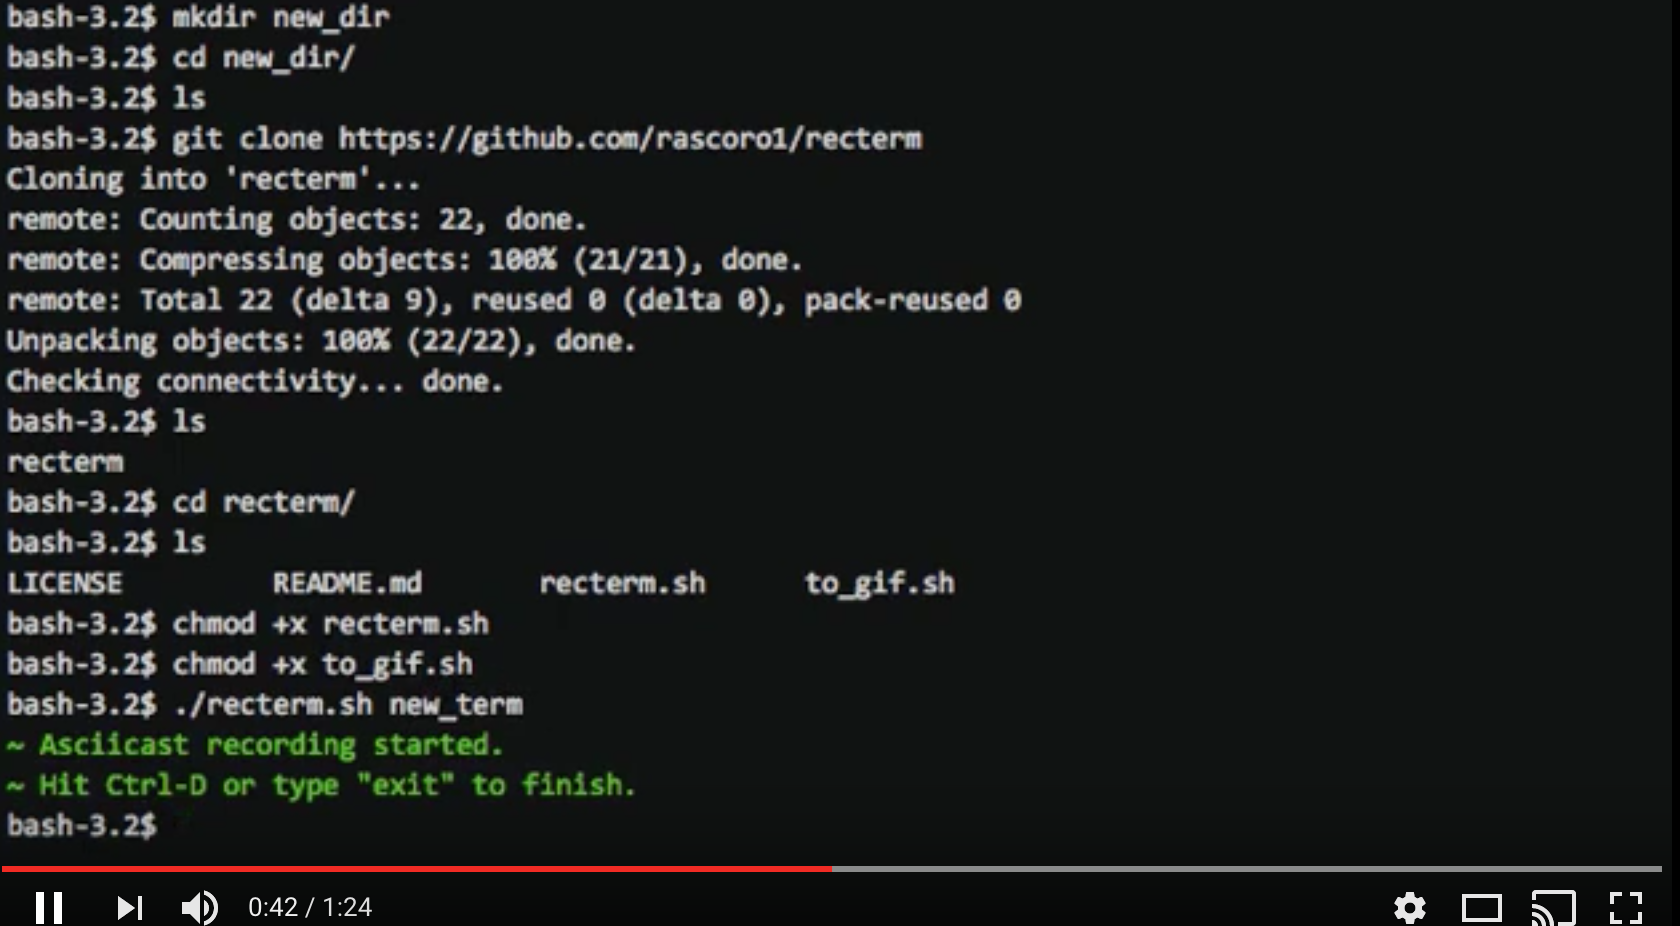 bash-3.2$ mkdir new_dir
bash-3.2$ cd new_dir/
bash-3.2$ ls
bash-3.2$ git clone https://github.com/rascoro1/recterm
Cloning into 'recterm'...
remote: Counting objects: 22, done.
remote: Compressing objects: 100% (21/21), done.
remote: Total 22 (delta 9), reused 0 (delta 0), pack-reused 0
Unpacking objects: 100% (22/22), done.
Checking connectivity... done.
bash-3.2$ ls
recterm
bash-3.2$ cd recterm/
bash-3.2$ ls
LICENSE README.md recterm.sh to_gif.sh
bash-3.2$ chmod +x recterm.sh
bash-3.2$ chmod +x to_gif.sh
bash-3.2$ ./recterm.sh new_term
~ Asciicast recording started.
~ Hit Ctrl-D or type "exit" to finish.
bash-3.2$
0:42 / 1:24